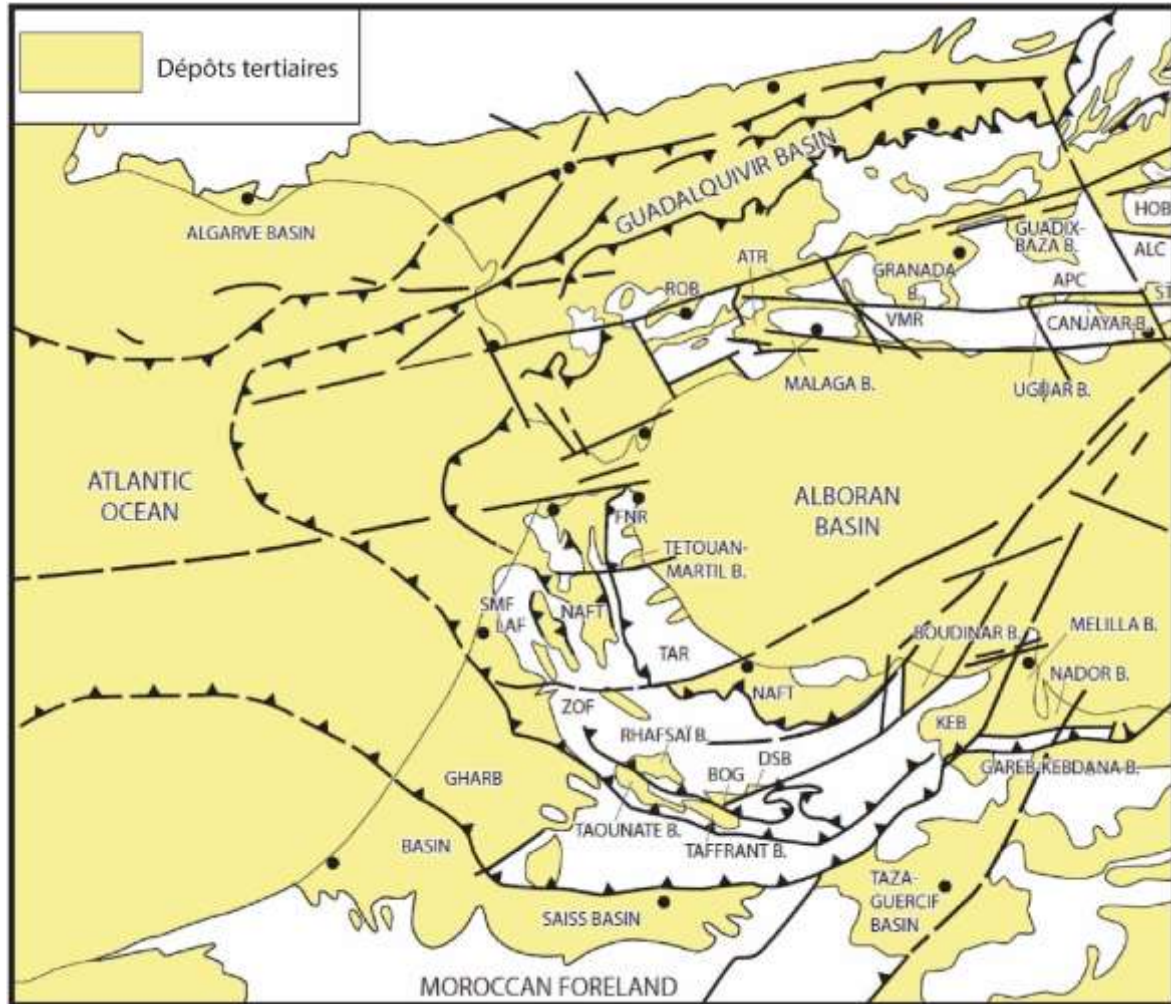 Dépôts tertiaires
GUADALQUIVIR BASIN
ALGARVE BASIN
HOB
GUADIX-
BAZA B.
ALC
ATR
GRANADA
B.
APC
ROB
ST
VMR
CANJAYAR B.
MALAGA B.
UGIJAR B.
ATLANTIC
OCEAN
ALBORAN
BASIN
FNR
TETOUAN-
MARTIL B.
SMF
LAF
NAFT
TAR
BOUDINAR B.
MELILLA B.
NADOR B.
NAFT
ZOF
KEB
RHAFSAÏ B.
DSB
BOG
GAREB-KEBDANA B.
GHARB
BASIN
TAOUNATE B.
TAFFRANT B.
TAZA-
GUERCIF
BASIN
SAISS BASIN
MOROCCAN FORELAND